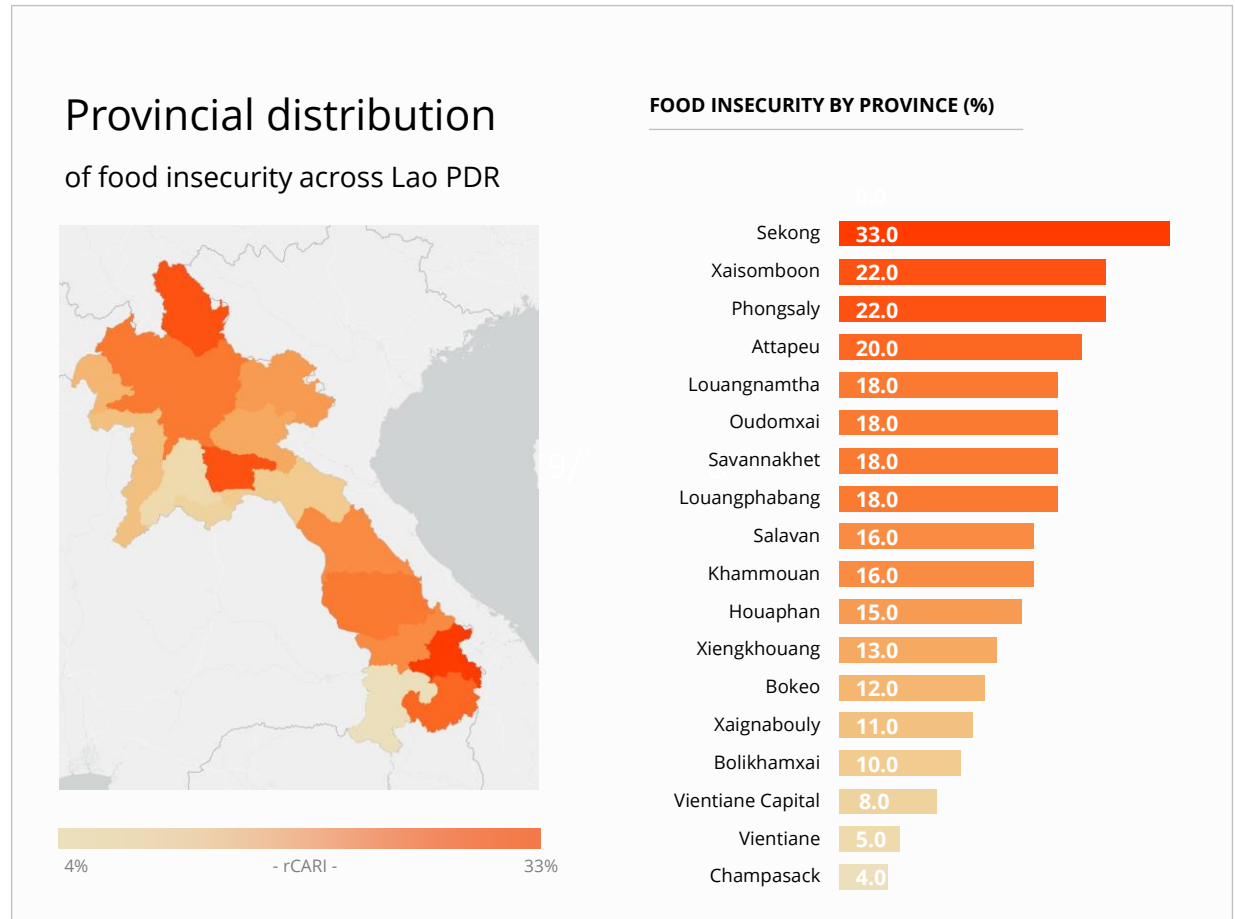 Provincial distribution
of food insecurity across Lao PDR
4%
- rCARI -
33%
FOOD INSECURITY BY PROVINCE (%)
0.0
Sekong 33.0
Xaisomboon 22.0
Phongsaly 22.0
Attapeu 20.0
Louangnamtha 18.0
Oudomxai 18.0
Savannakhet 18.0
Louangphabang 18.0
Salavan 16.0
Khammouan 16.0
Houaphan 15.0
Xiengkhouang 13.0
Bokeo 12.0
Xaignabouly 11.0
Bolikhamxai 10.0
Vientiane Capital 8.0
Vientiane 5.0
Champasack 4.0